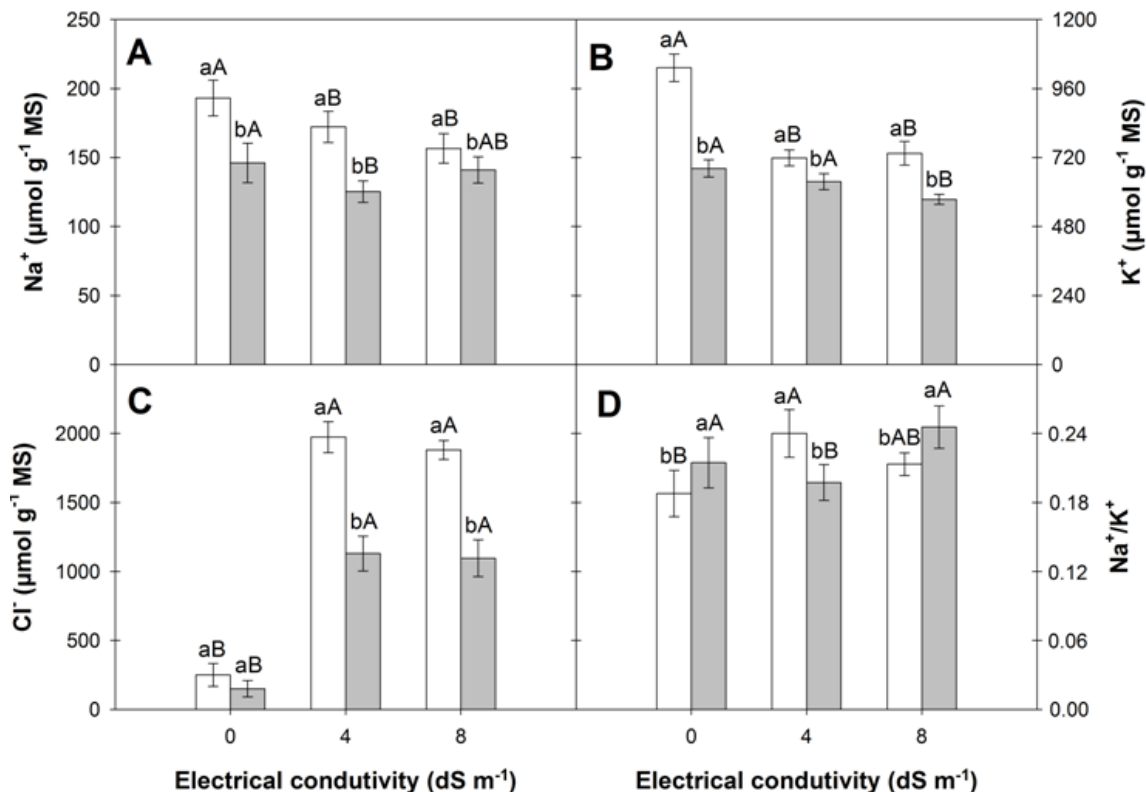 A
Na⁺ (µmol g⁻¹ MS)
250
200
150
100
50
0
aA
bA
aB
bB
aB
bAB
B
K⁺ (µmol g⁻¹ MS)
1200
960
720
480
240
0
aA
bA
aB
bA
aB
bB
C
Cl⁻ (µmol g⁻¹ MS)
2000
1500
1000
500
0
aB
aB
aA
bA
aA
bA
0 4 8
Electrical condutivity (dS m⁻¹)
D
Na⁺/K⁺
0.24
0.18
0.12
0.06
0.00
bB
aA
aA
bB
bAB
aA
0 4 8
Electrical condutivity (dS m⁻¹)